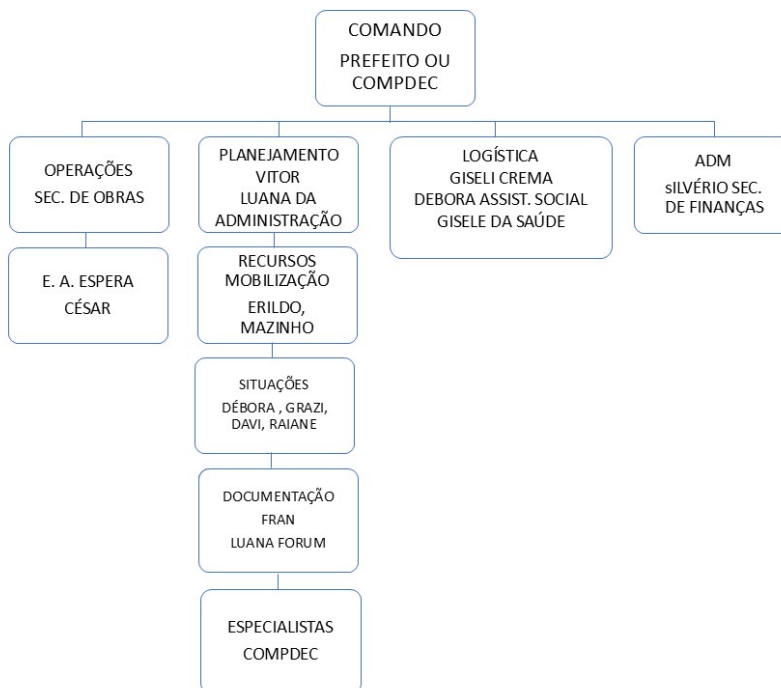 COMANDO
PREFEITO OU
COMPDEC
OPERAÇÕES
SEC. DE OBRAS
PLANEJAMENTO
VITOR
LUANA DA
ADMINISTRAÇÃO
LOGÍSTICA
GISELI CREMA
DEBORA ASSIST. SOCIAL
GISELE DA SAÚDE
ADM
sILVÉRIO SEC.
DE FINANÇAS
E. A. ESPERA
CÉSAR
RECURSOS
MOBILIZAÇÃO
ERILDO,
MAZINHO
SITUAÇÕES
DÉBORA , GRAZI,
DAVI, RAIANE
DOCUMENTAÇÃO
FRAN
LUANA FORUM
ESPECIALISTAS
COMPDEC